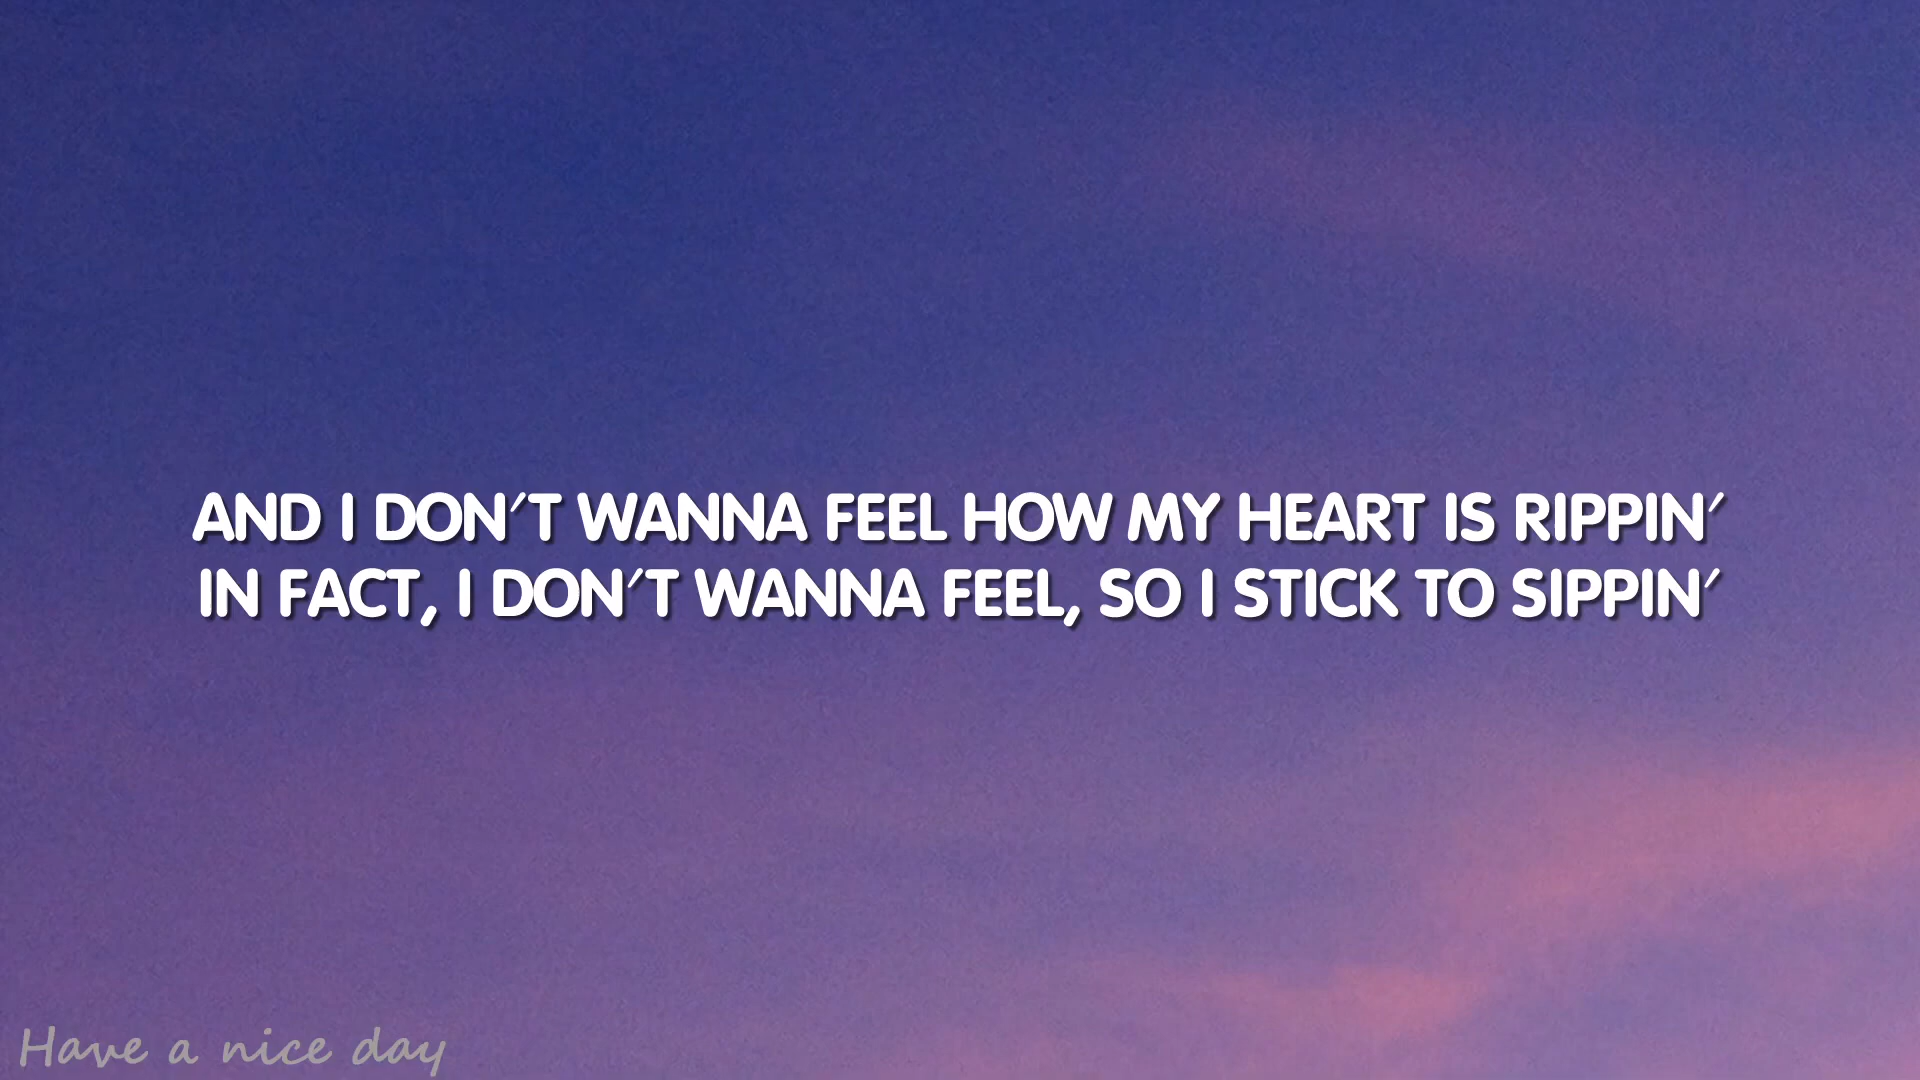 AND I DON'T WANNA FEEL HOW MY HEART IS RIPPIN'
IN FACT, I DON'T WANNA FEEL, SO I STICK TO SIPPIN'
Have a nice day